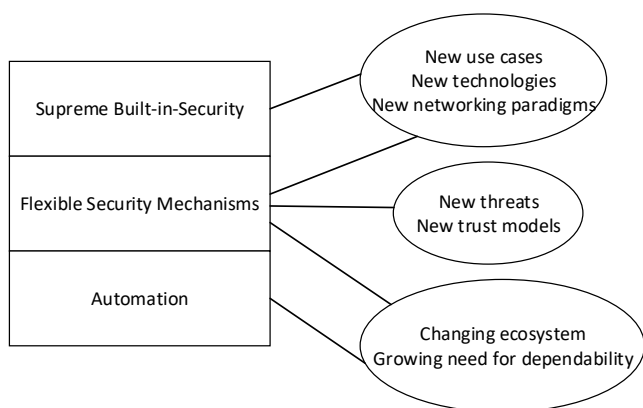 Supreme Built-in-Security
Flexible Security Mechanisms
Automation
New use cases
New technologies
New networking paradigms
New threats
New trust models
Changing ecosystem
Growing need for dependability